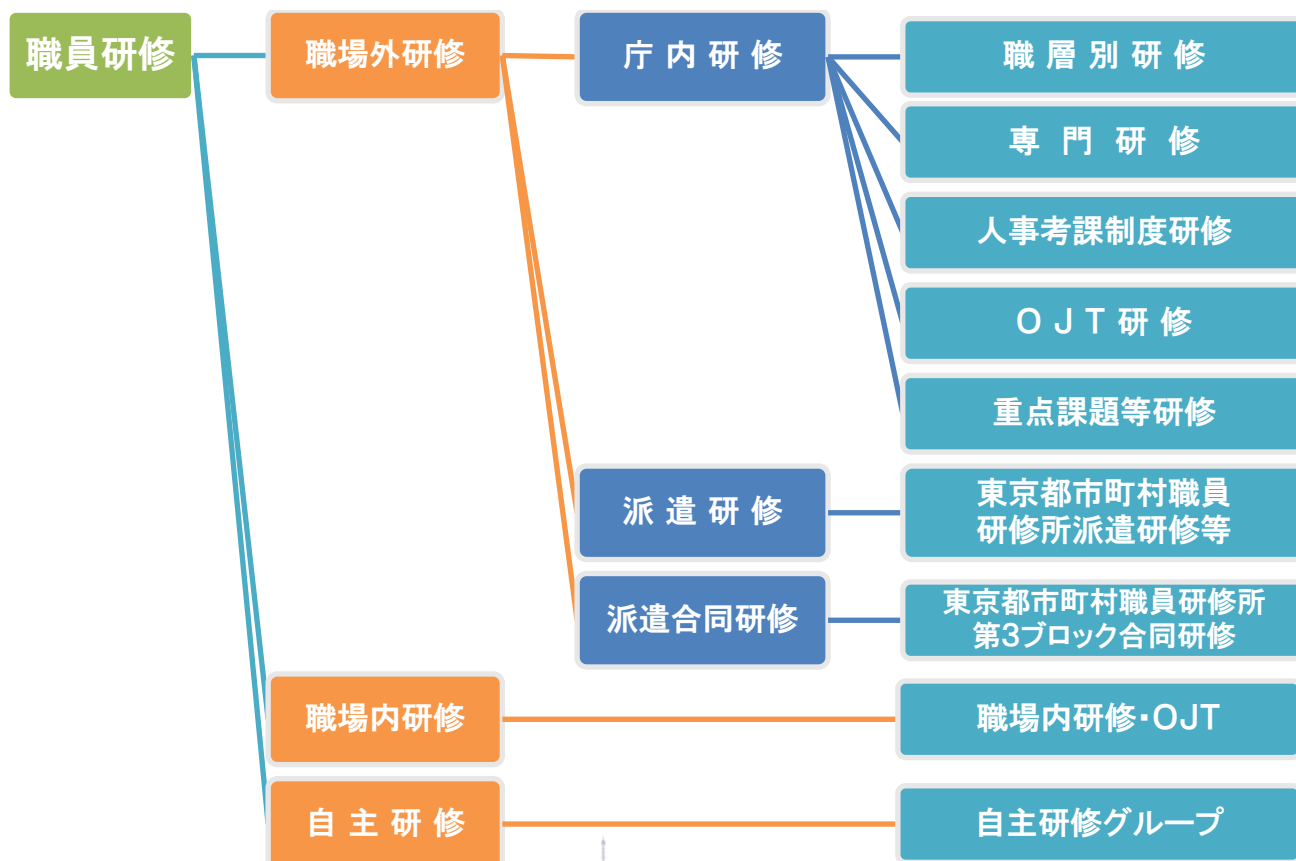 職員研修
職場外研修
庁内研修
職層別研修
専門研修
人事考課制度研修
OJT研修
重点課題等研修
派遣研修
東京都市町村職員
研修所派遣研修等
派遣合同研修
東京都市町村職員研修所
第3ブロック合同研修
職場内研修
職場内研修・OJT
自主研修
自主研修グループ